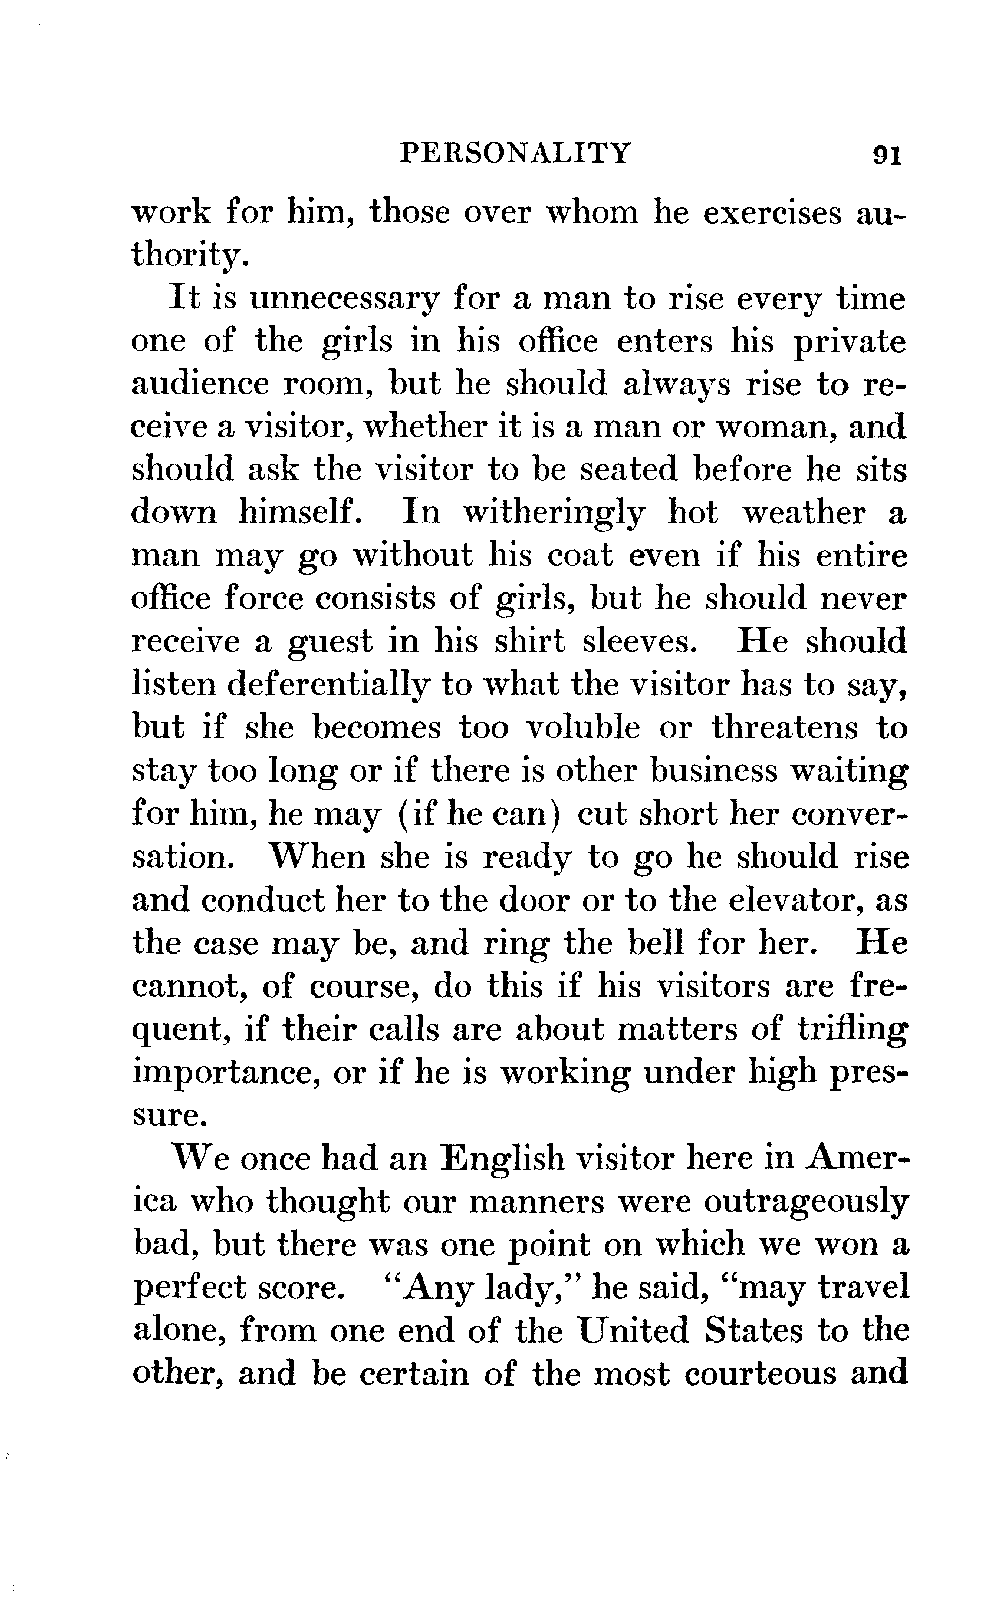 PERSONALITY 91
work for him, those over whom he exercises au-
thority.
It is unnecessary for a man to rise every time
one of the girls in his office enters his private
audience room, but he should always rise to re-
ceive a visitor, whether it is a man or woman, and
should ask the visitor to be seated before he sits
down himself. In witheringly hot weather a
man may go without his coat even if his entire
office force consists of girls, but he should never
receive a guest in his shirt sleeves. He should
listen deferentially to what the visitor has to say,
but if she becomes too voluble or threatens to
stay too long or if there is other business waiting
for him, he may (if he can) cut short her conver-
sation. When she is ready to go he should rise
and conduct her to the door or to the elevator, as
the case may be, and ring the bell for her. He
cannot, of course, do this if his visitors are fre-
quent, if their calls are about matters of trifling
importance, or if he is working under high pres-
sure.
We once had an English visitor here in Amer-
ica who thought our manners were outrageously
bad, but there was one point on which we won a
perfect score. “Any lady,” he said, “may travel
alone, from one end of the United States to the
other, and be certain of the most courteous and